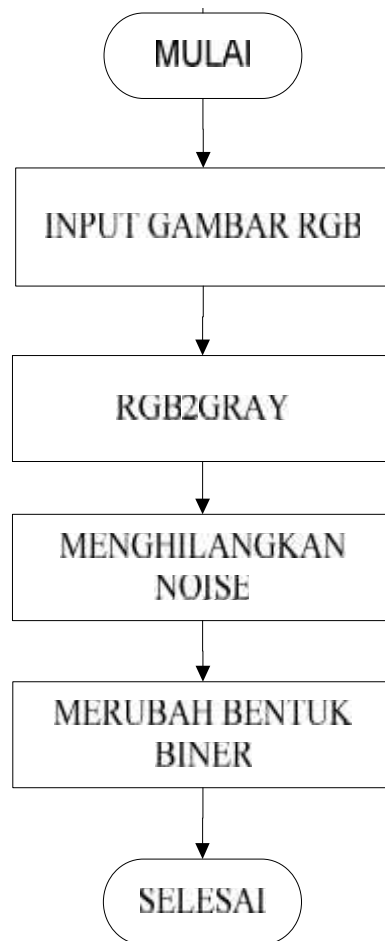 MULAI
INPUT GAMBAR RGB
RGB2GRAY
MENGHILANGKAN
NOISE
MERUBAH BENTUK
BINER
SELESAI